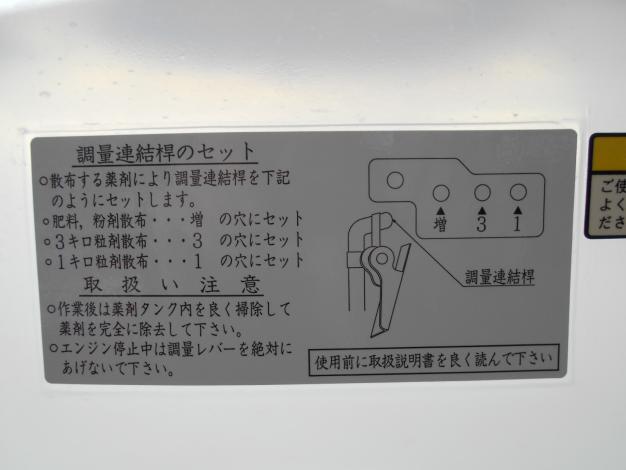 調量連結桿のセット
○散布する薬剤により調量連結桿を下記
のようにセットします。
○肥料，粉剤散布・・・増 の穴にセット
○3キロ粒剤散布・・・3 の穴にセット
○1キロ粒剤散布・・・1 の穴にセット
取扱い注意
○作業後は薬剤タンク内を良く掃除して
薬剤を完全に除去して下さい。
○エンジン停止中は調量レバーを絶対に
あげないで下さい。
増 3 1
調量連結桿
使用前に取扱説明書を良く読んで下さい
ご使
よく
ださ